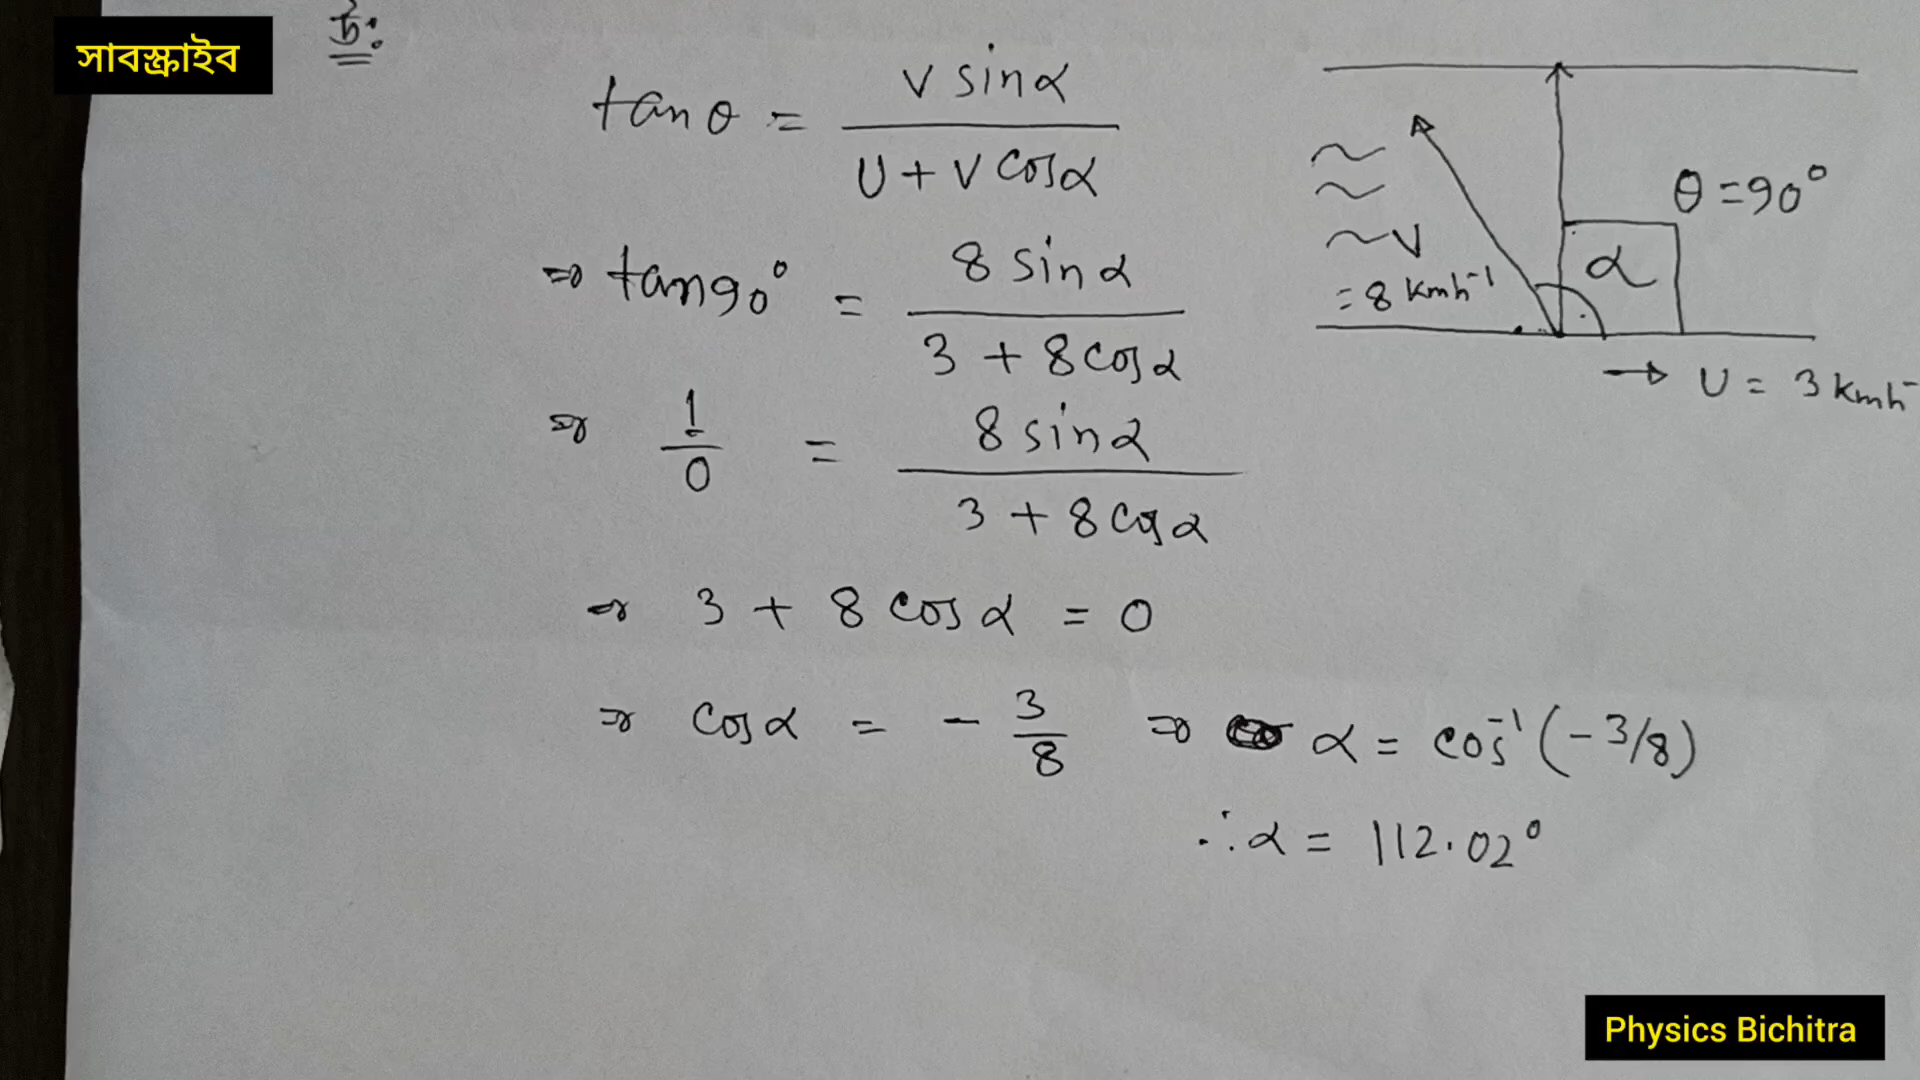 সাবস্ক্রাইব
উ:
tanθ = v sinα / u + v cosα
⇒ tan90° = 8 sinα / 3 + 8cosα
⇒ 1/0 = 8 sinα / 3 + 8cosα
⇒ 3 + 8 cosα = 0
⇒ cosα = - 3/8 ⇒ α = cos⁻¹(-3/8)
∴ α = 112.02°
θ = 90°
α
v
= 8 kmh⁻¹
→ u = 3 kmh⁻
Physics Bichitra